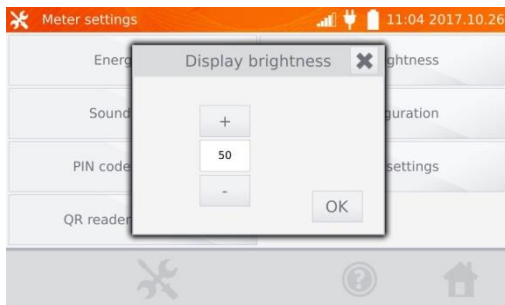 Meter settings 11:04 2017.10.26
Display brightness
Energ
ghtness
Sound
guration
+
50
-
PIN code
settings
OK
QR reader
?